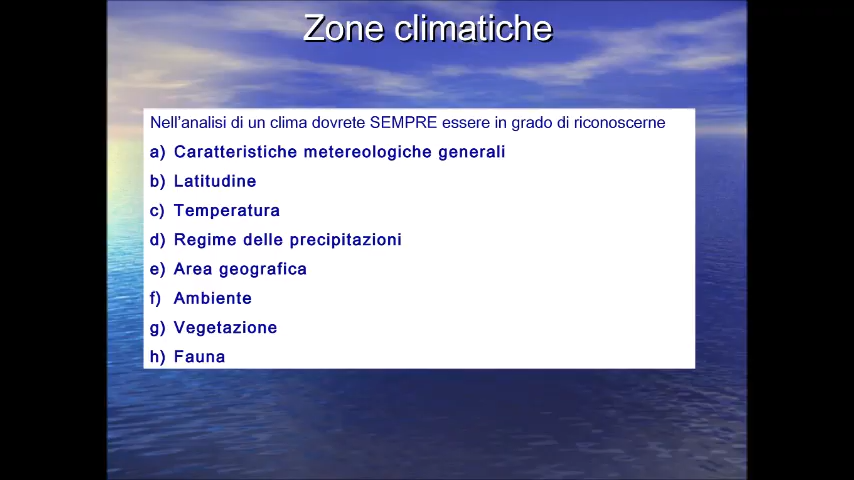 Zone climatiche
Nell'analisi di un clima dovrete SEMPRE essere in grado di riconoscerne
a) Caratteristiche metereologiche generali
b) Latitudine
c) Temperatura
d) Regime delle precipitazioni
e) Area geografica
f) Ambiente
g) Vegetazione
h) Fauna